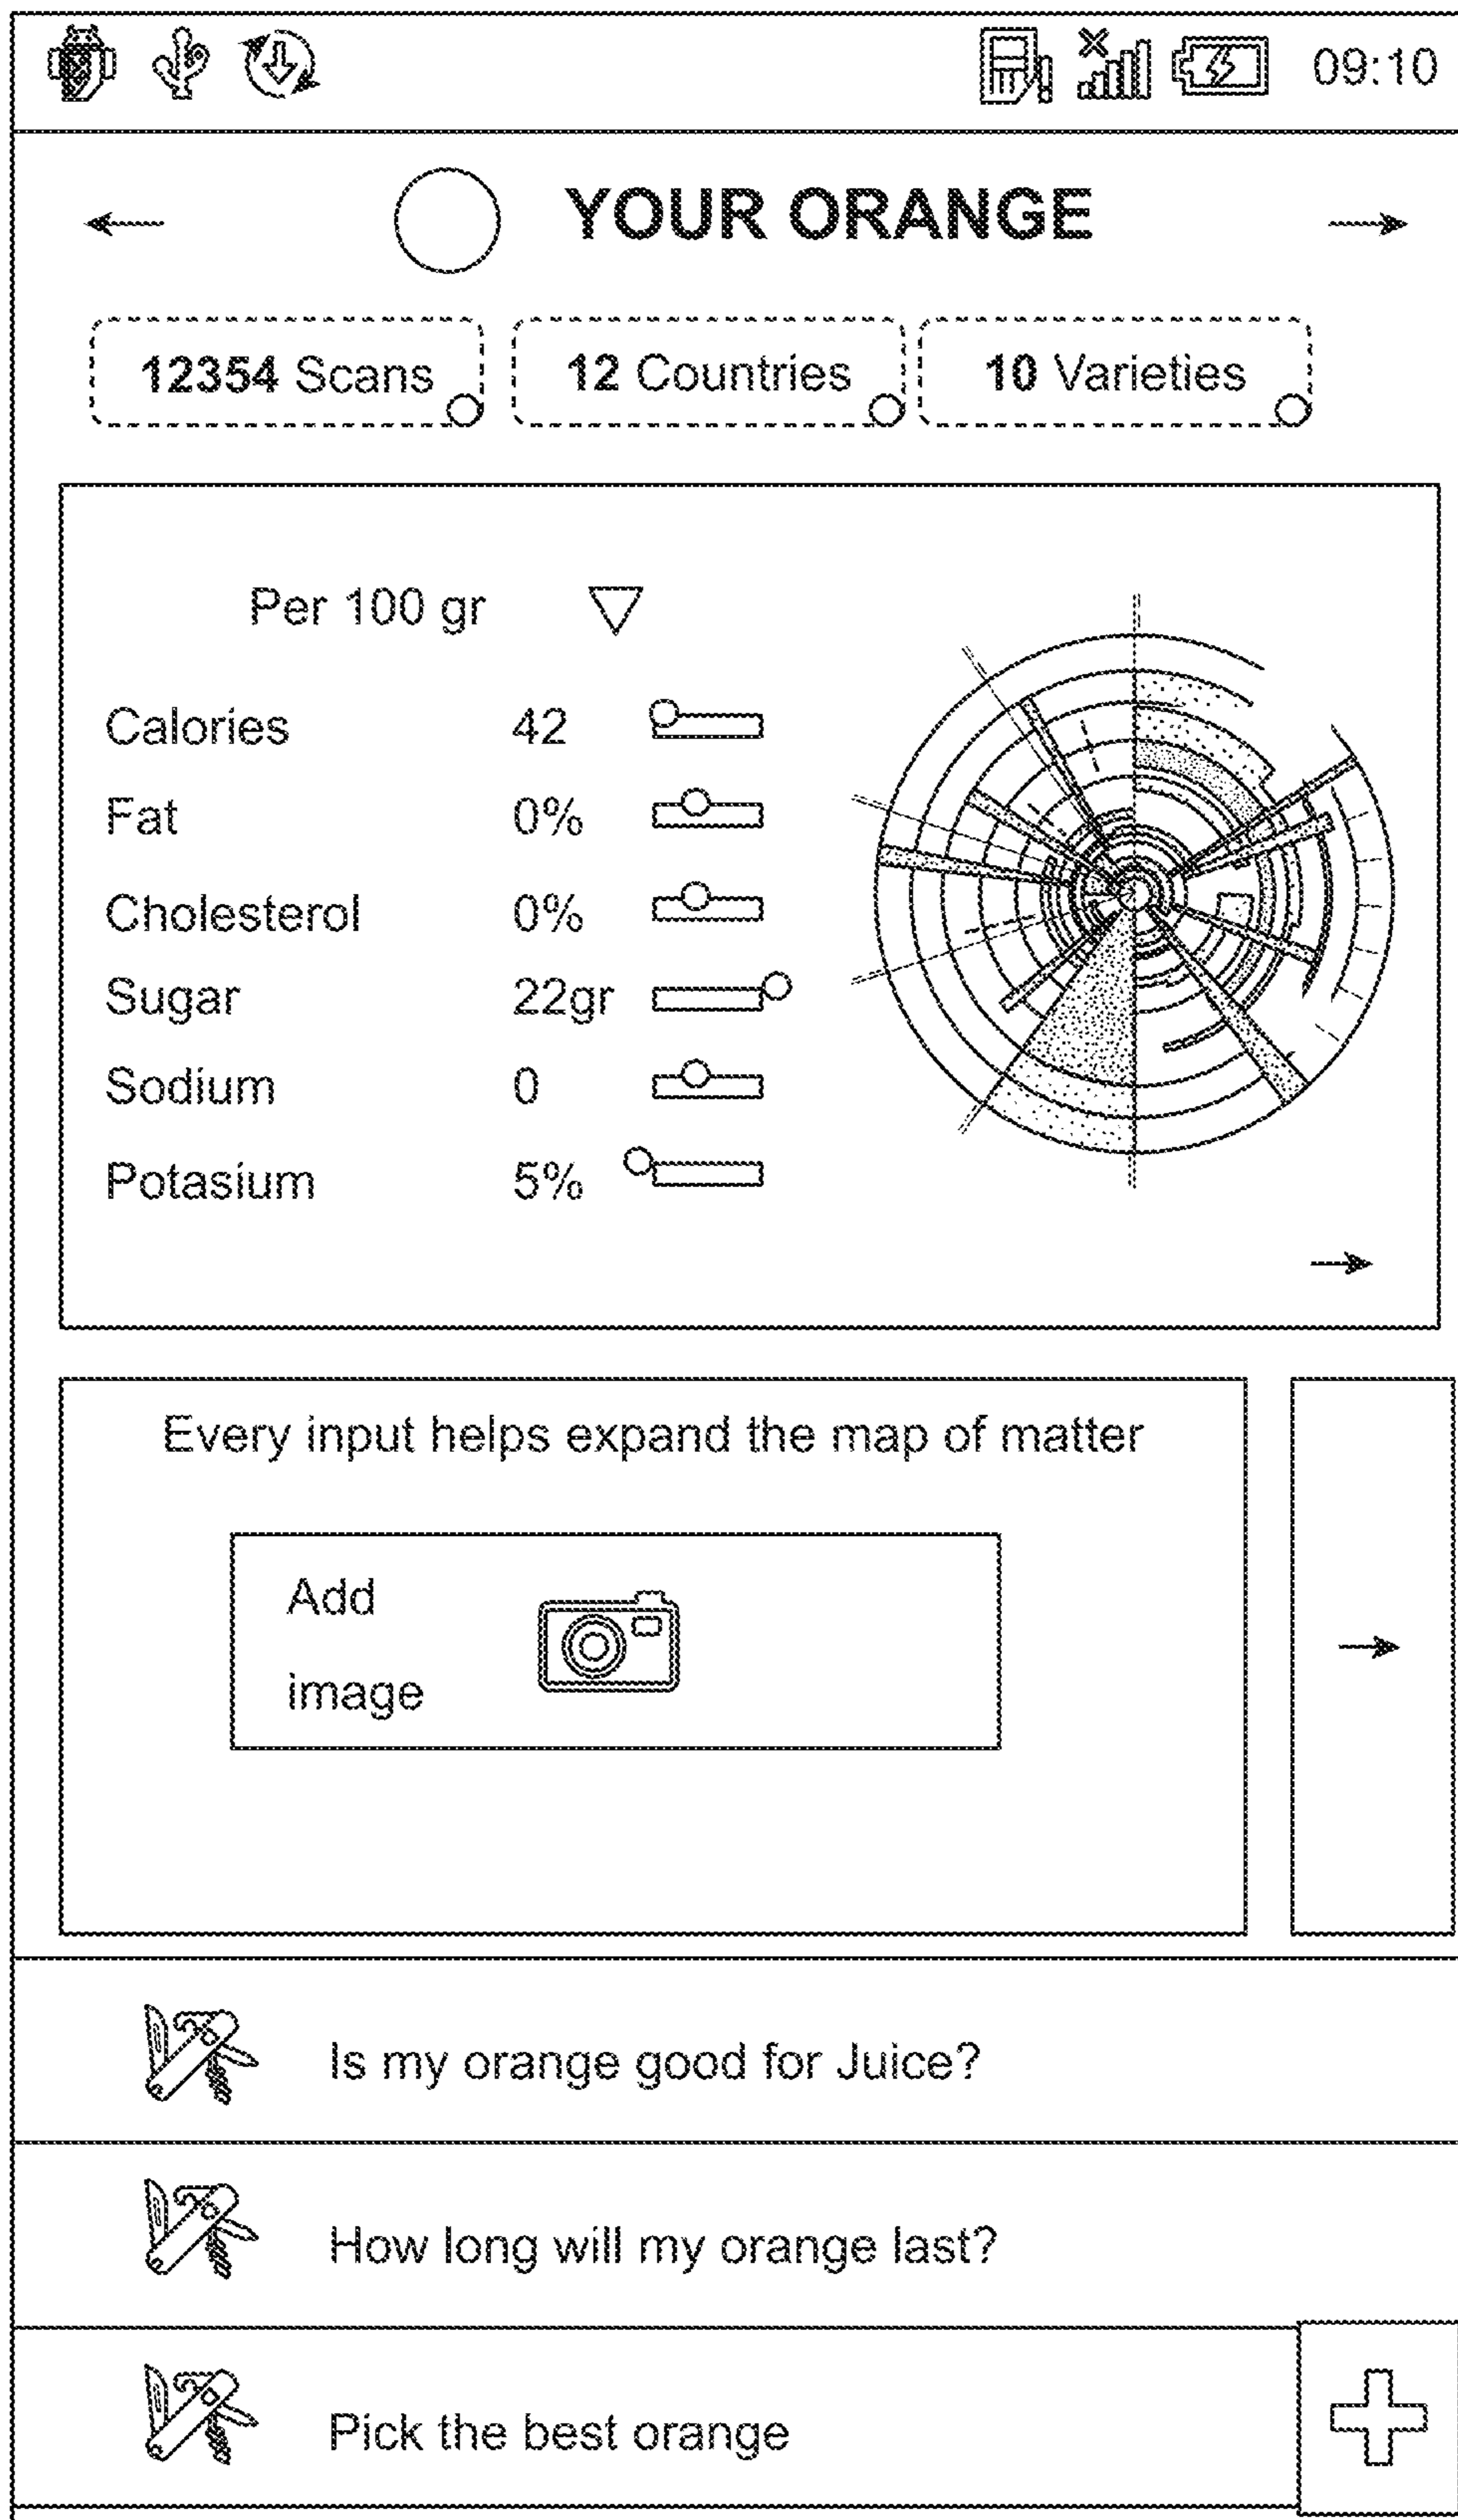 09:10
YOUR ORANGE
12354 Scans 12 Countries 10 Varieties
Per 100 gr
Calories 42
Fat 0%
Cholesterol 0%
Sugar 22gr
Sodium 0
Potasium 5%
Every input helps expand the map of matter
Add
image
Is my orange good for Juice?
How long will my orange last?
Pick the best orange